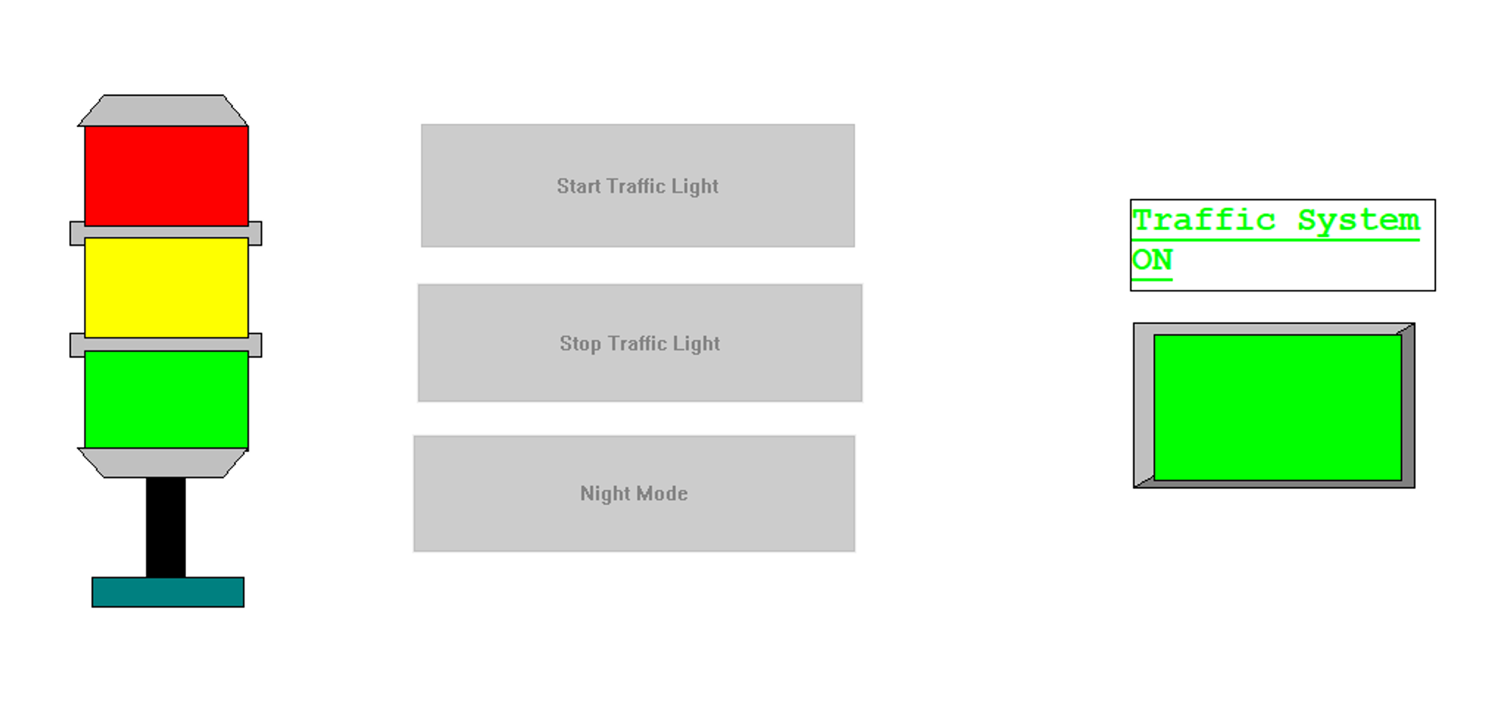 Start Traffic Light
Stop Traffic Light
Night Mode
Traffic System
ON